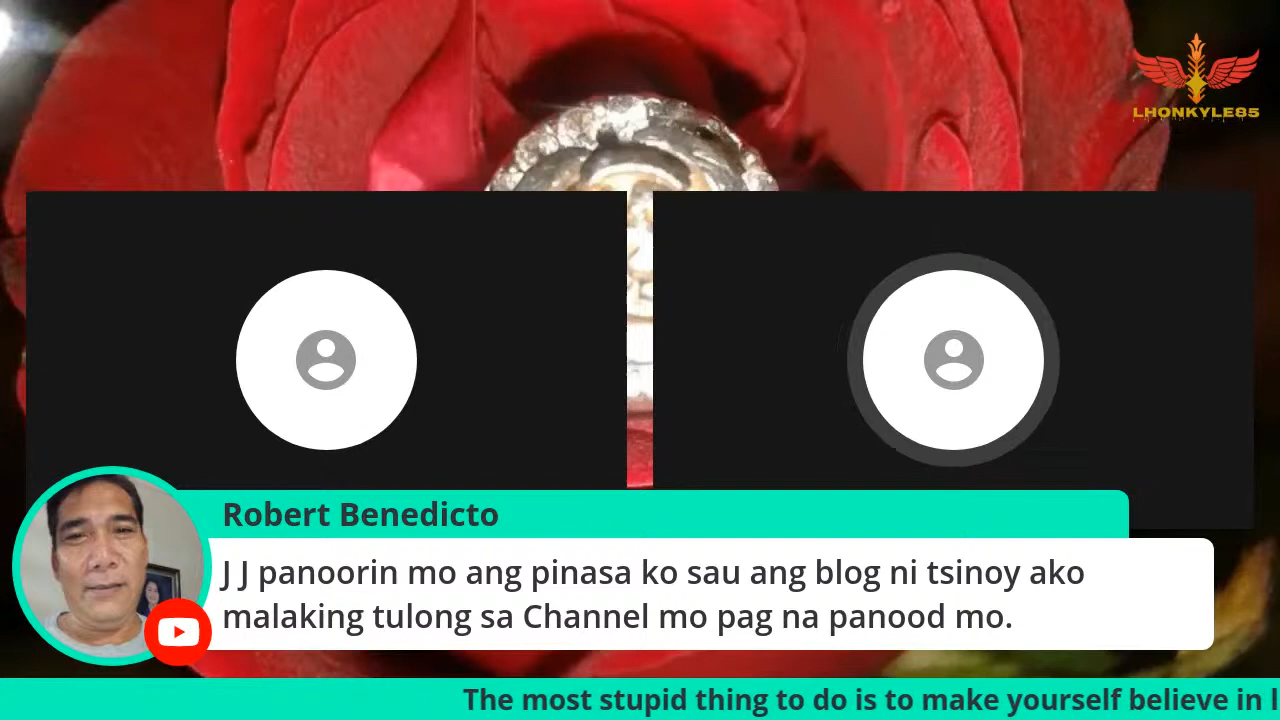 LHONKYLE85
Robert Benedicto
J J panoorin mo ang pinasa ko sau ang blog ni tsinoy ako
malaking tulong sa Channel mo pag na panood mo.
The most stupid thing to do is to make yourself believe in